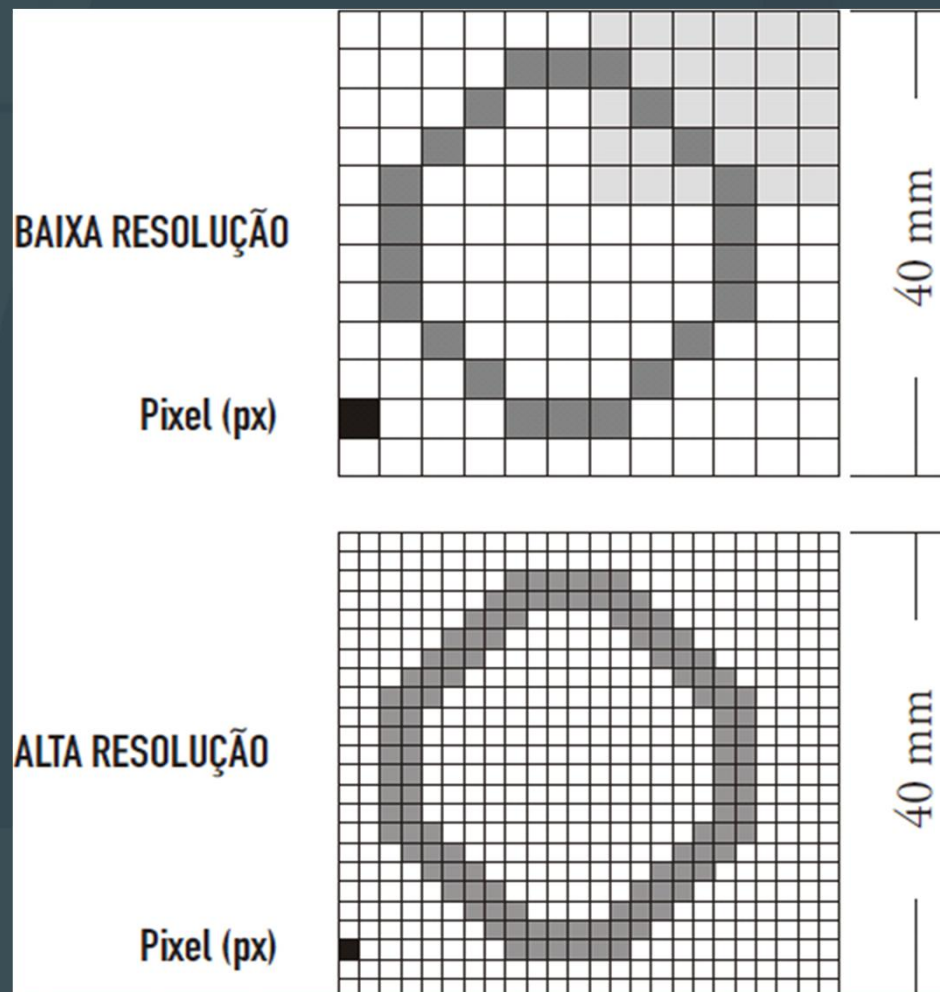 BAIXA RESOLUÇÃO
40 mm
Pixel (px)
ALTA RESOLUÇÃO
40 mm
Pixel (px)